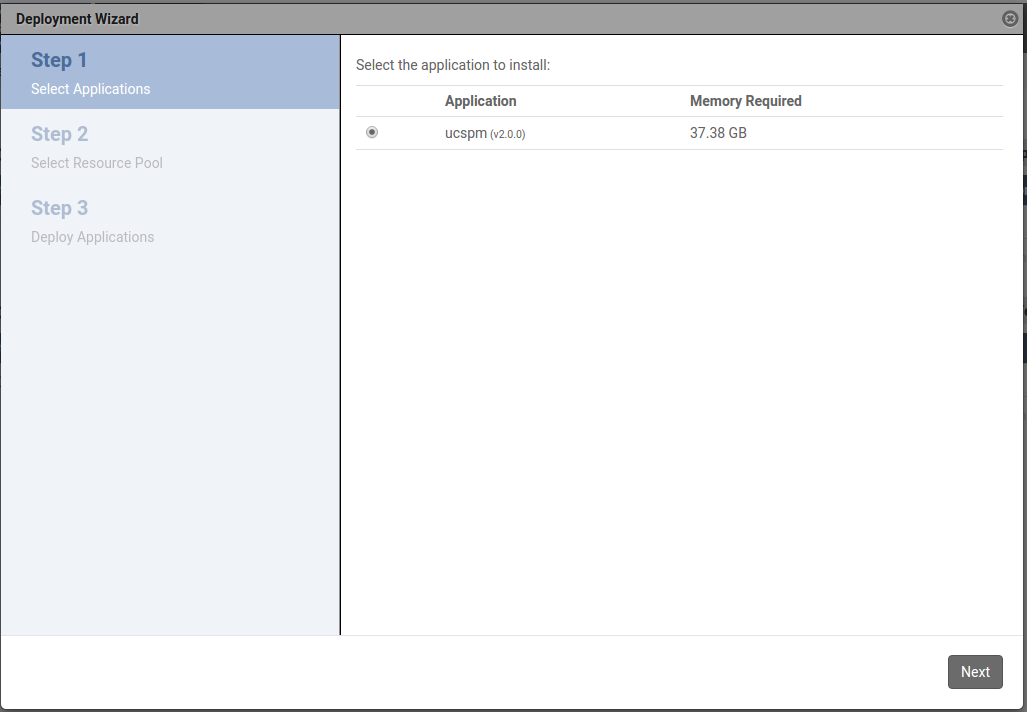 Deployment Wizard
Step 1
Select Applications
Step 2
Select Resource Pool
Step 3
Deploy Applications
Select the application to install:
Application Memory Required
ucspm (v2.0.0) 37.38 GB
Next